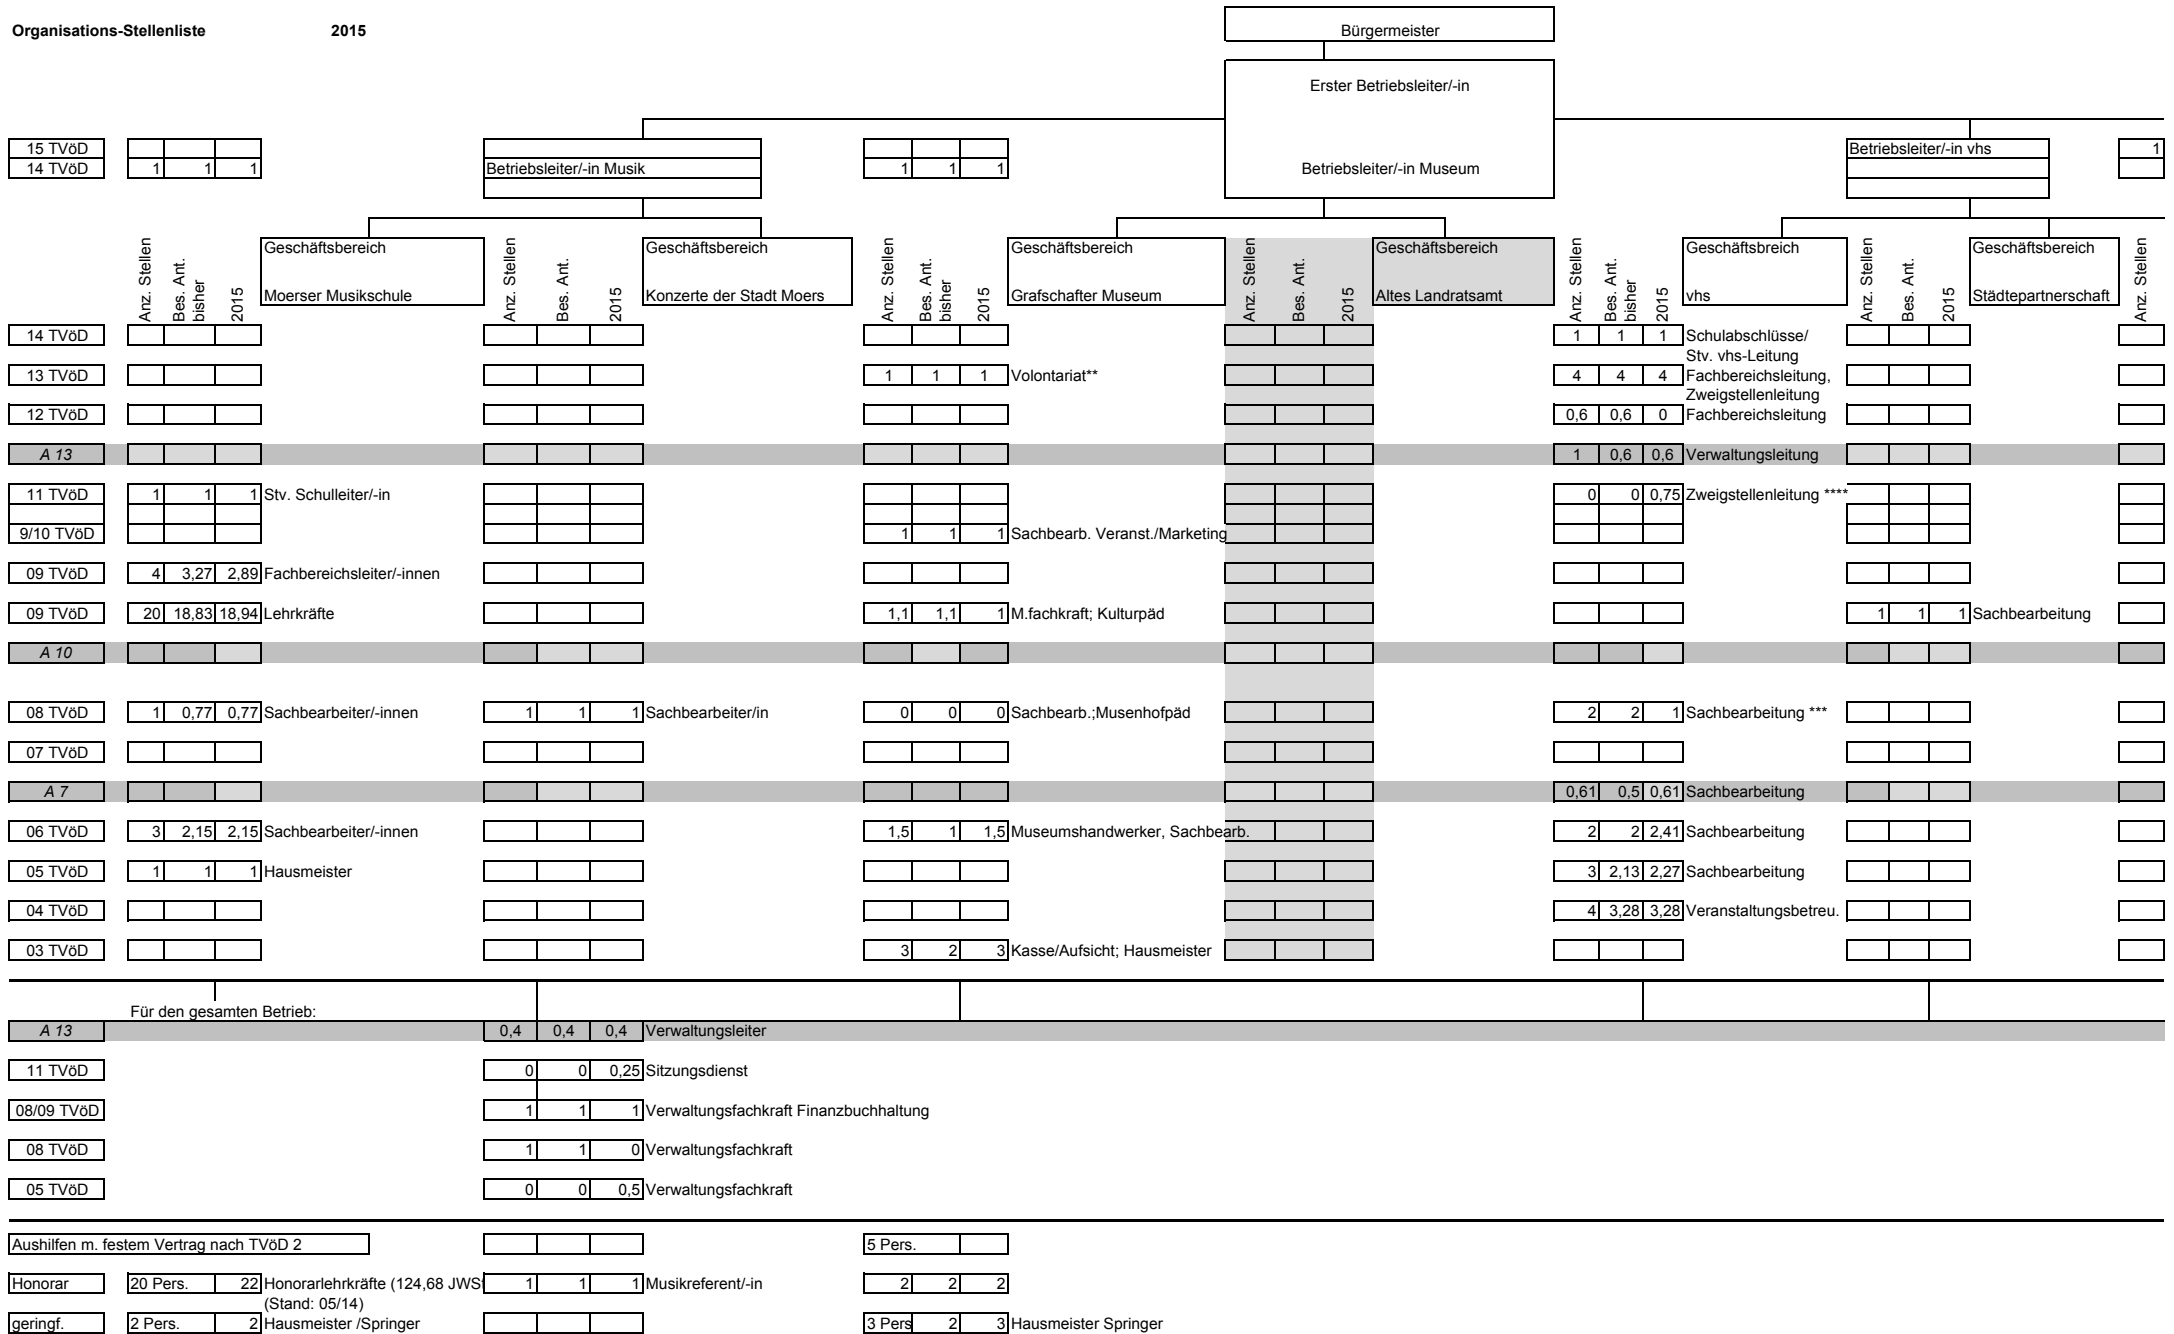 Organisations-Stellenliste 2015
Bürgermeister
Erster Betriebsleiter/-in
15 TVöD Betriebsleiter/-in vhs 1
14 TVöD 1 1 1 Betriebsleiter/-in Musik 1 1 1 Betriebsleiter/-in Museum
Anz. Stellen Bes. Ant. bisher 2015 Geschäftsbereich Moerser Musikschule
Anz. Stellen Bes. Ant. 2015 Geschäftsbereich Konzerte der Stadt Moers
Anz. Stellen Bes. Ant. bisher 2015 Geschäftsbereich Grafschafter Museum
Anz. Stellen Bes. Ant. 2015 Geschäftsbereich Altes Landratsamt
Anz. Stellen Bes. Ant. bisher 2015 Geschäftsbreich vhs
Anz. Stellen Bes. Ant. 2015 Geschäftsbereich Städtepartnerschaft
Anz. Stellen
14 TVöD 1 1 1 Schulabschlüsse/
Stv. vhs-Leitung
13 TVöD 1 1 1 Volontariat** 4 4 4 Fachbereichsleitung,
Zweigstellenleitung
12 TVöD 0,6 0,6 0 Fachbereichsleitung
A 13 1 0,6 0,6 Verwaltungsleitung
11 TVöD 1 1 1 Stv. Schulleiter/-in 0 0 0,75 Zweigstellenleitung ****
9/10 TVöD 1 1 1 Sachbearb. Veranst./Marketing
09 TVöD 4 3,27 2,89 Fachbereichsleiter/-innen
09 TVöD 20 18,83 18,94 Lehrkräfte 1,1 1,1 1 M.fachkraft; Kulturpäd 1 1 1 Sachbearbeitung
A 10
08 TVöD 1 0,77 0,77 Sachbearbeiter/-innen 1 1 1 Sachbearbeiter/in 0 0 0 Sachbearb.;Musenhofpäd 2 2 1 Sachbearbeitung ***
07 TVöD
A 7 0,61 0,5 0,61 Sachbearbeitung
06 TVöD 3 2,15 2,15 Sachbearbeiter/-innen 1,5 1 1,5 Museumshandwerker, Sachbearb. 2 2 2,41 Sachbearbeitung
05 TVöD 1 1 1 Hausmeister 3 2,13 2,27 Sachbearbeitung
04 TVöD 4 3,28 3,28 Veranstaltungsbetreu.
03 TVöD 3 2 3 Kasse/Aufsicht; Hausmeister
Für den gesamten Betrieb:
A 13 0,4 0,4 0,4 Verwaltungsleiter
11 TVöD 0 0 0,25 Sitzungsdienst
08/09 TVöD 1 1 1 Verwaltungsfachkraft Finanzbuchhaltung
08 TVöD 1 1 0 Verwaltungsfachkraft
05 TVöD 0 0 0,5 Verwaltungsfachkraft
Aushilfen m. festem Vertrag nach TVöD 2 5 Pers.
Honorar 20 Pers. 22 Honorarlehrkräfte (124,68 JWS 1 1 1 Musikreferent/-in 2 2 2
(Stand: 05/14)
geringf. 2 Pers. 2 Hausmeister /Springer 3 Pers 2 3 Hausmeister Springer